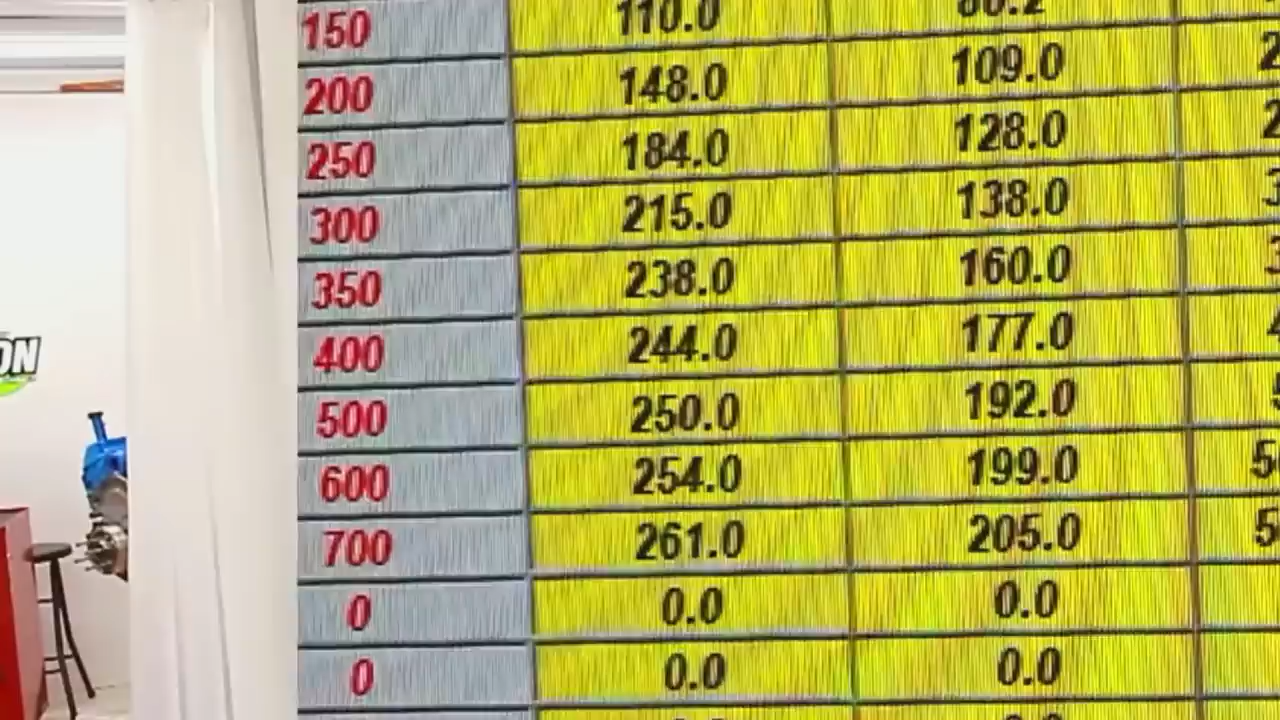 150 110.0
200 148.0 109.0
250 184.0 128.0
300 215.0 138.0
350 238.0 160.0
ON
400 244.0 177.0
500 250.0 192.0
600 254.0 199.0
700 261.0 205.0
0 0.0 0.0
0 0.0 0.0